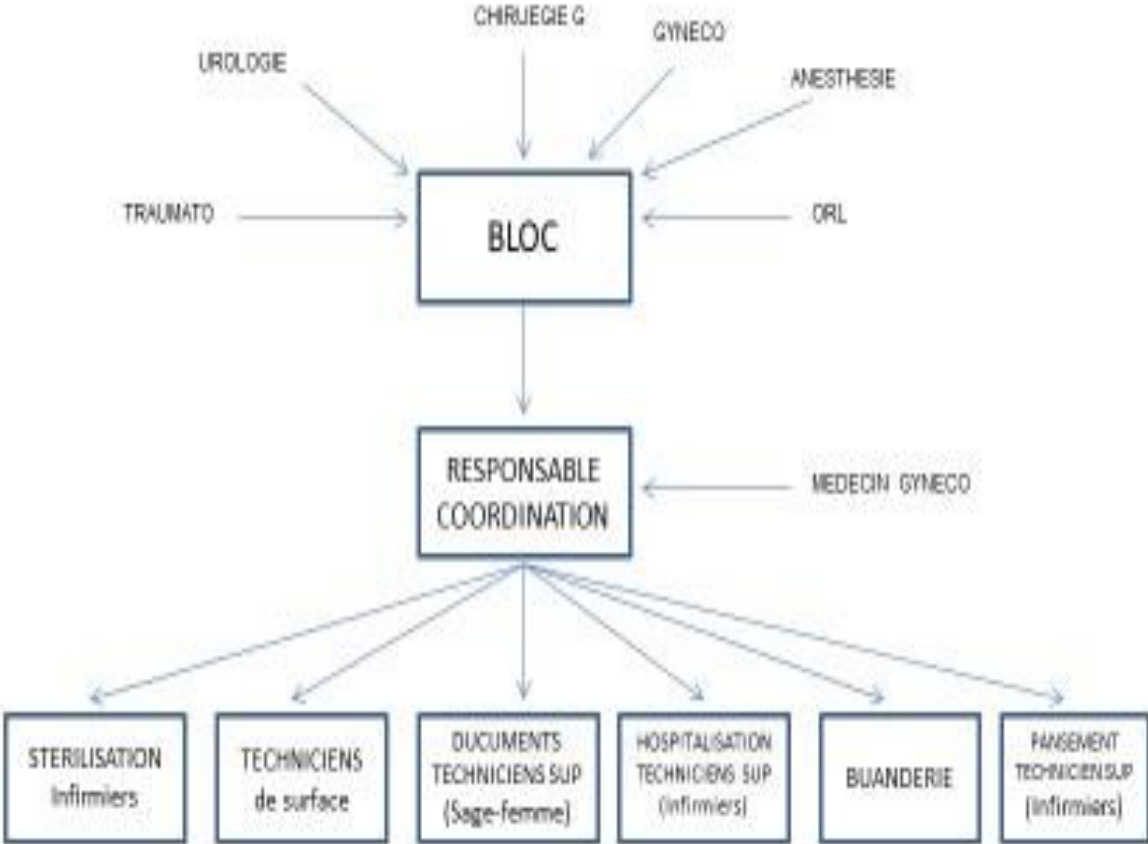 CHIRUEGIE G
GYNECO
UROLOGIE
ANESTHESIE
TRAUMATO
ORL
BLOC
RESPONSABLE
COORDINATION
MEDECIN GYNECO
STERILISATION
Infirmiers
TECHNICIENS
de surface
DUCUMENTS
TECHNICIENS SUP
(Sage-femme)
HOSPITALISATION
TECHNICIENS SUP
(Infirmiers)
BUANDERIE
PANSEMENT
TECHNICIEN SUP
(Infirmiers)